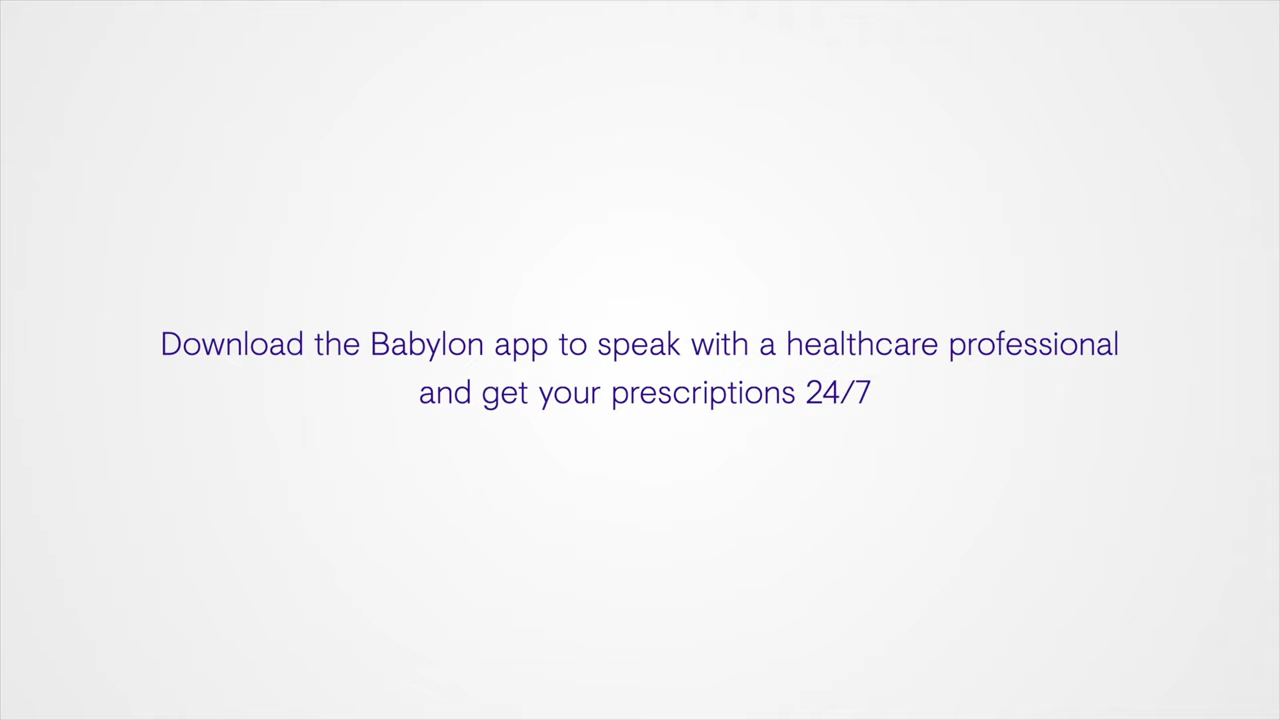 Download the Babylon app to speak with a healthcare professional
and get your prescriptions 24/7